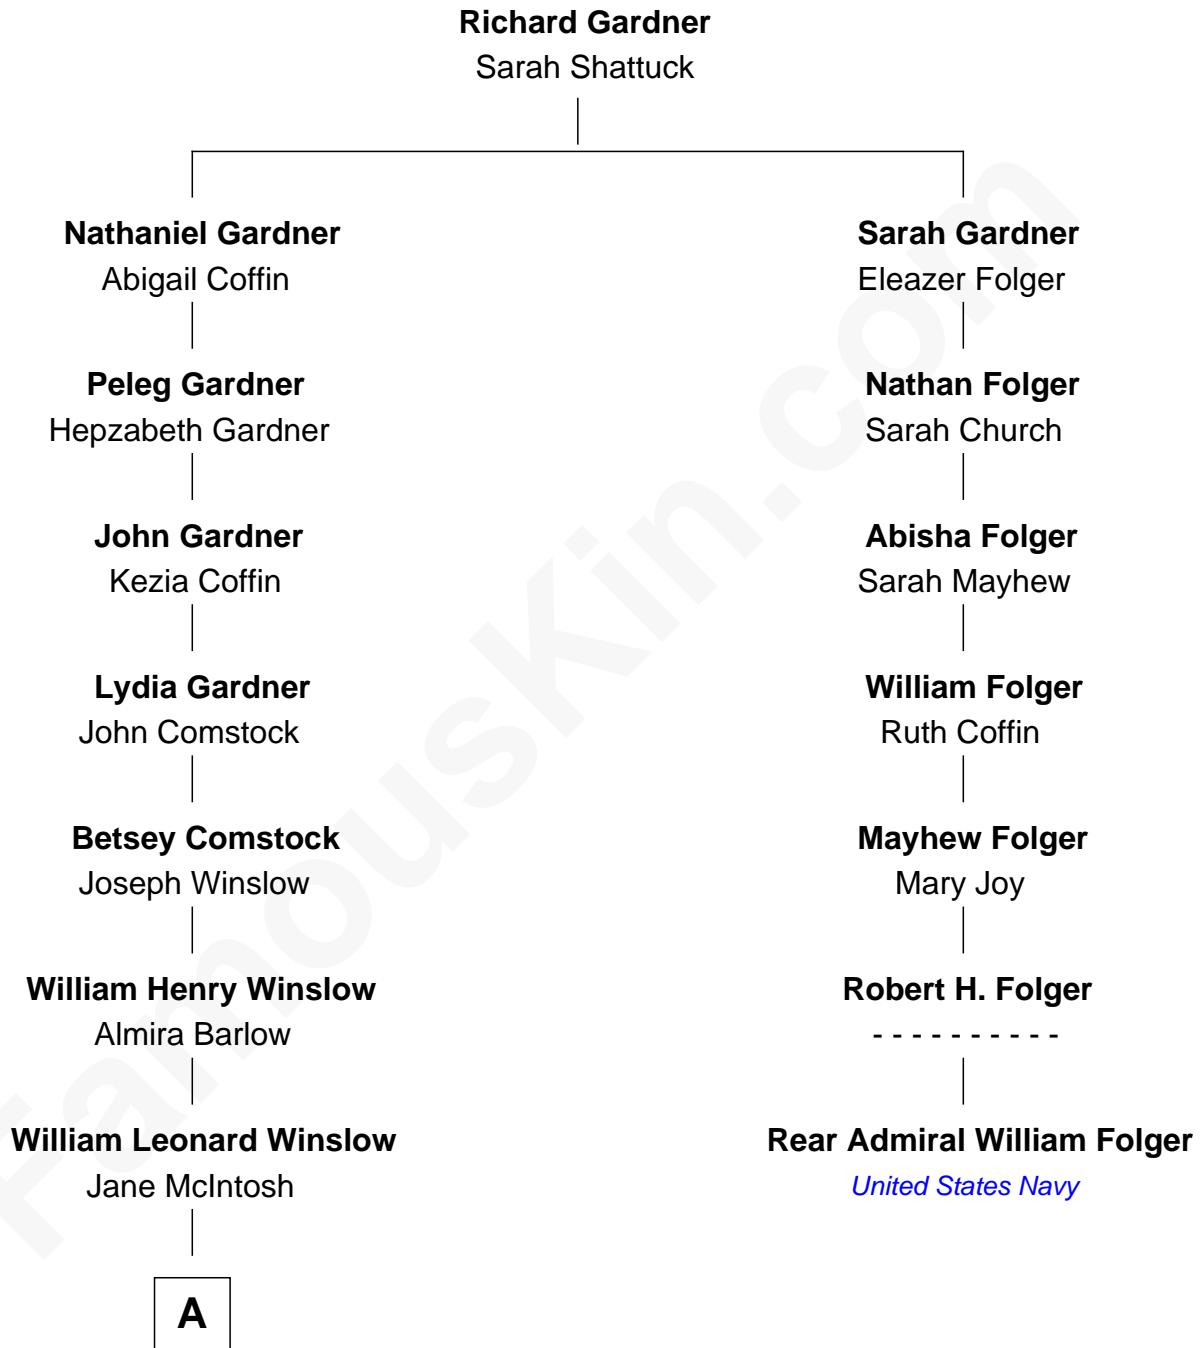 Richard Gardner
Sarah Shattuck
Nathaniel Gardner
Abigail Coffin
Sarah Gardner
Eleazer Folger
Peleg Gardner
Hepzabeth Gardner
Nathan Folger
Sarah Church
John Gardner
Kezia Coffin
Abisha Folger
Sarah Mayhew
Lydia Gardner
John Comstock
William Folger
Ruth Coffin
Betsey Comstock
Joseph Winslow
Mayhew Folger
Mary Joy
William Henry Winslow
Almira Barlow
Robert H. Folger
- - - - - - - - - -
William Leonard Winslow
Jane McIntosh
Rear Admiral William Folger
United States Navy
A
FamousKin.com